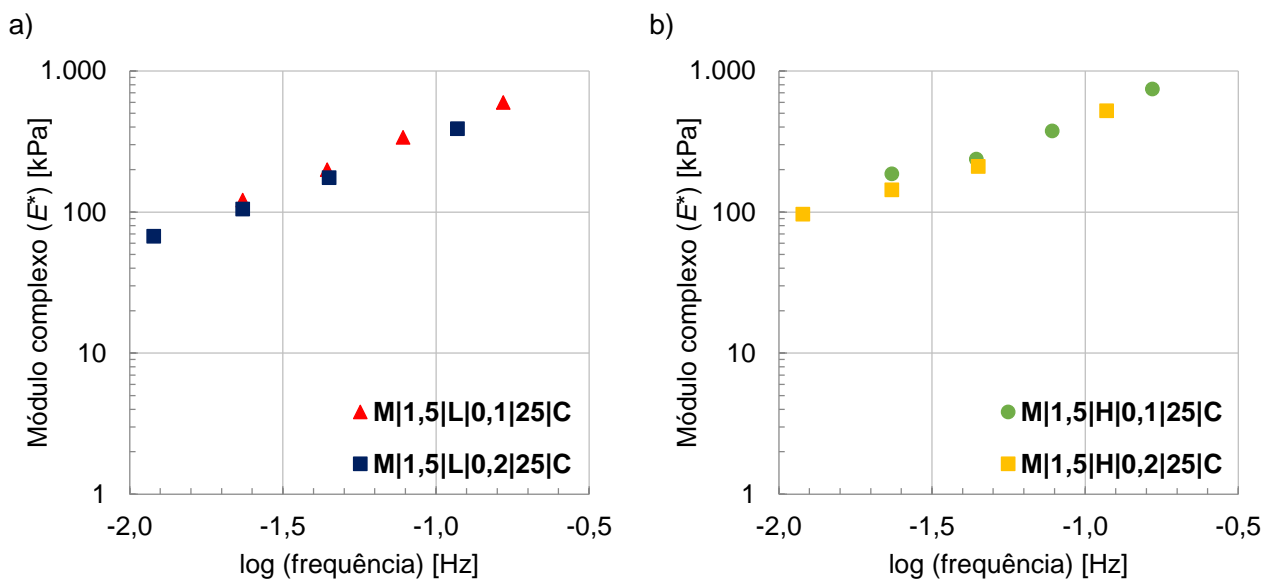 a)
Módulo complexo (E*) [kPa]
1.000
100
10
1
-2,0 -1,5 -1,0 -0,5
log (frequência) [Hz]
M|1,5|L|0,1|25|C
M|1,5|L|0,2|25|C
b)
Módulo complexo (E*) [kPa]
1.000
100
10
1
-2,0 -1,5 -1,0 -0,5
log (frequência) [Hz]
M|1,5|H|0,1|25|C
M|1,5|H|0,2|25|C